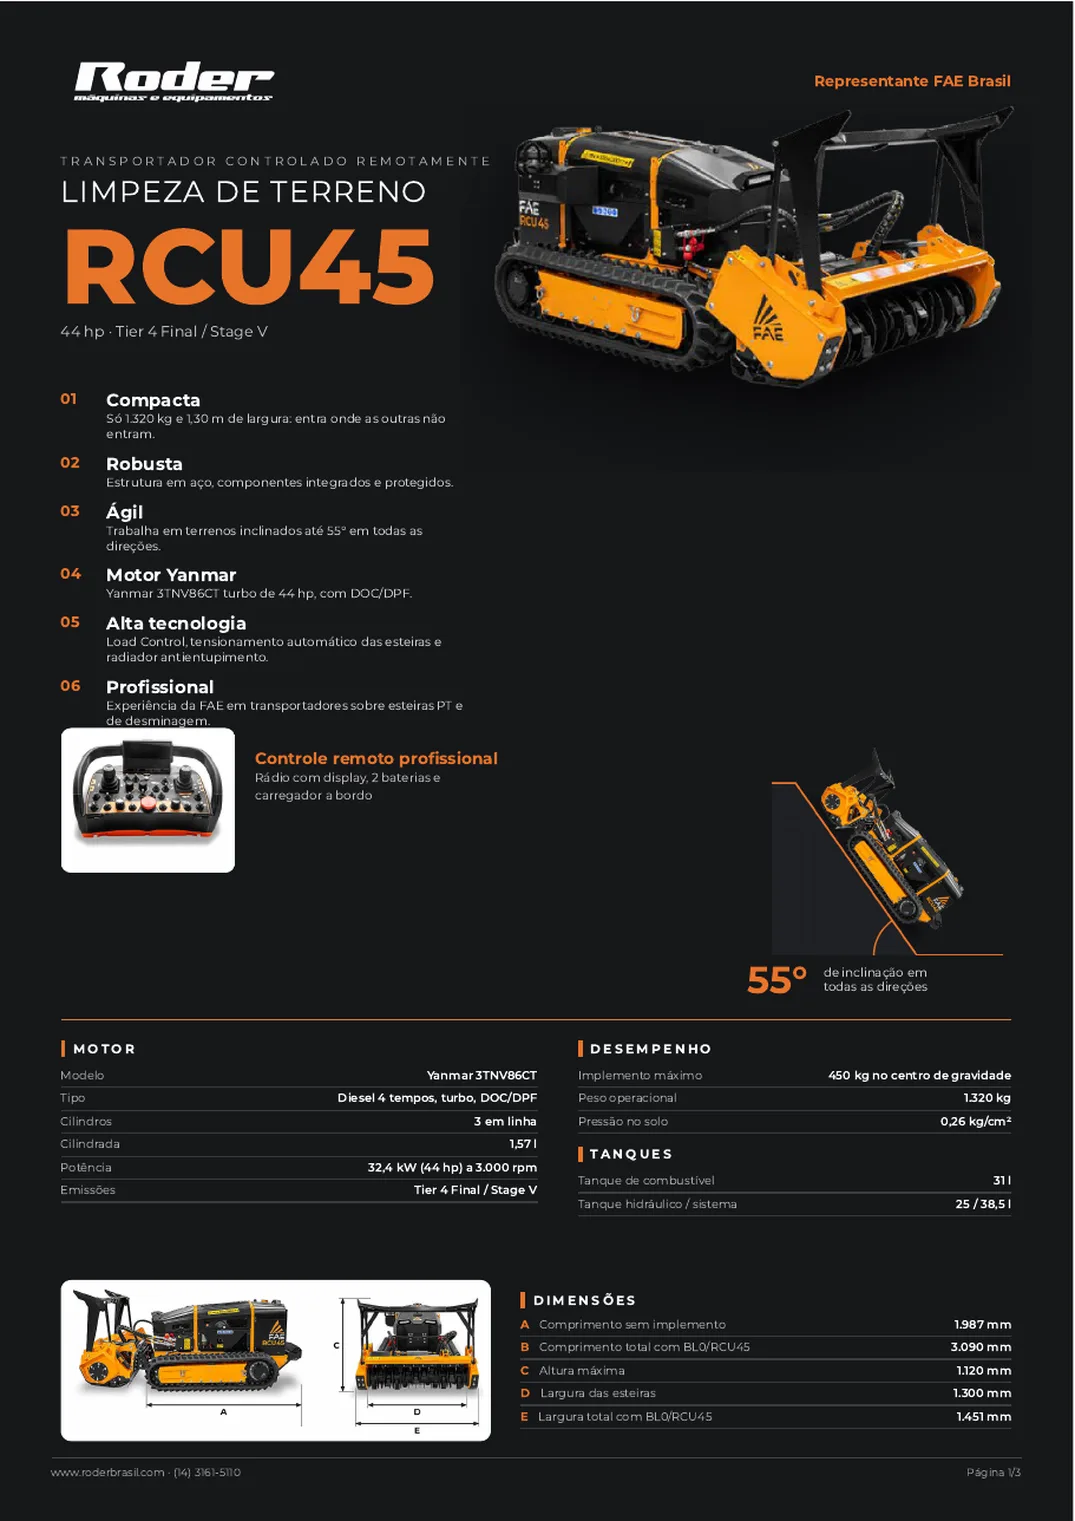 Roder
máquinas e equipamentos
Representante FAE Brasil
TRANSPORTADOR CONTROLADO REMOTAMENTE
LIMPEZA DE TERRENO
RCU45
44 hp · Tier 4 Final / Stage V
FAE
RCU45
FAE
01 Compacta
Só 1.320 kg e 1,30 m de largura: entra onde as outras não
entram.
02 Robusta
Estrutura em aço, componentes integrados e protegidos.
03 Ágil
Trabalha em terrenos inclinados até 55° em todas as
direções.
04 Motor Yanmar
Yanmar 3TNV86CT turbo de 44 hp, com DOC/DPF.
05 Alta tecnologia
Load Control, tensionamento automático das esteiras e
radiador antientupimento.
06 Profissional
Experiência da FAE em transportadores sobre esteiras PT e
de desminagem.
Controle remoto profissional
Rádio com display, 2 baterias e
carregador a bordo
FAE
55° de inclinação em
todas as direções
MOTOR
Modelo Yanmar 3TNV86CT
Tipo Diesel 4 tempos, turbo, DOC/DPF
Cilindros 3 em linha
Cilindrada 1,57 l
Potência 32,4 kW (44 hp) a 3.000 rpm
Emissões Tier 4 Final / Stage V
DESEMPENHO
Implemento máximo 450 kg no centro de gravidade
Peso operacional 1.320 kg
Pressão no solo 0,26 kg/cm²
TANQUES
Tanque de combustível 31 l
Tanque hidráulico / sistema 25 / 38,5 l
FAE
RCU45
A
C
D
E
DIMENSÕES
A Comprimento sem implemento 1.987 mm
B Comprimento total com BL0/RCU45 3.090 mm
C Altura máxima 1.120 mm
D Largura das esteiras 1.300 mm
E Largura total com BL0/RCU45 1.451 mm
www.roderbrasil.com · (14) 3161-5110
Página 1/3